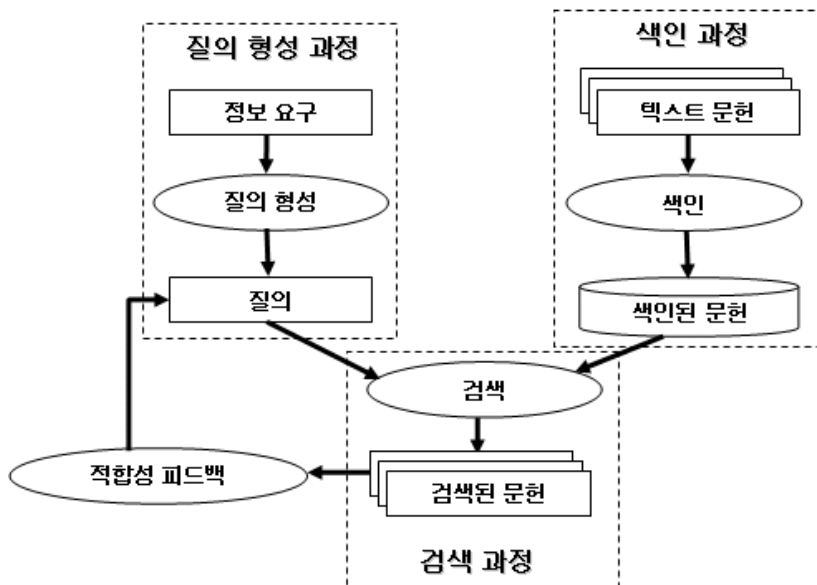 질의 형성 과정
정보 요구
질의 형성
질의
색인 과정
텍스트 문헌
색인
색인된 문헌
검색
검색된 문헌
검색 과정
적합성 피드백